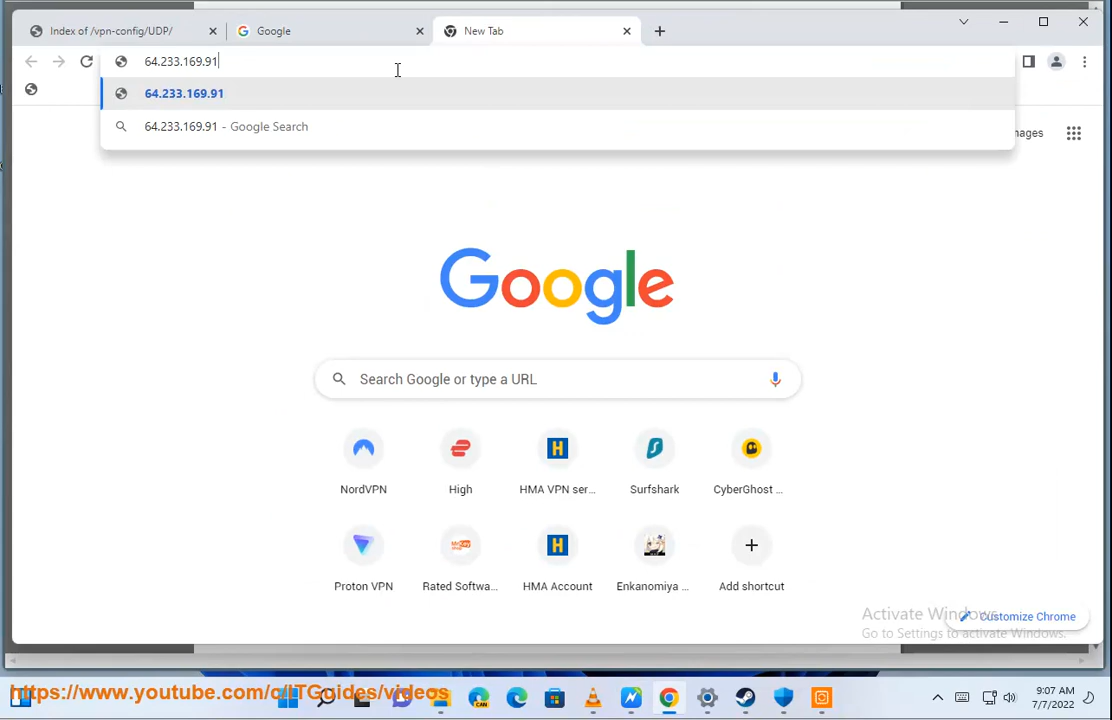 Index of /vpn-config/UDP/
Google
New Tab
64.233.169.91
64.233.169.91
64.233.169.91 - Google Search
Google
Search Google or type a URL
NordVPN
High
HMA VPN ser...
Surfshark
CyberGhost ...
Proton VPN
Rated Softwa...
HMA Account
Enkanomiya ...
Add shortcut
Activate Windows
Customize Chrome
Go to Settings to activate Windows.
https://www.youtube.com/c/ITGuides/videos
9:07 AM
7/7/2022